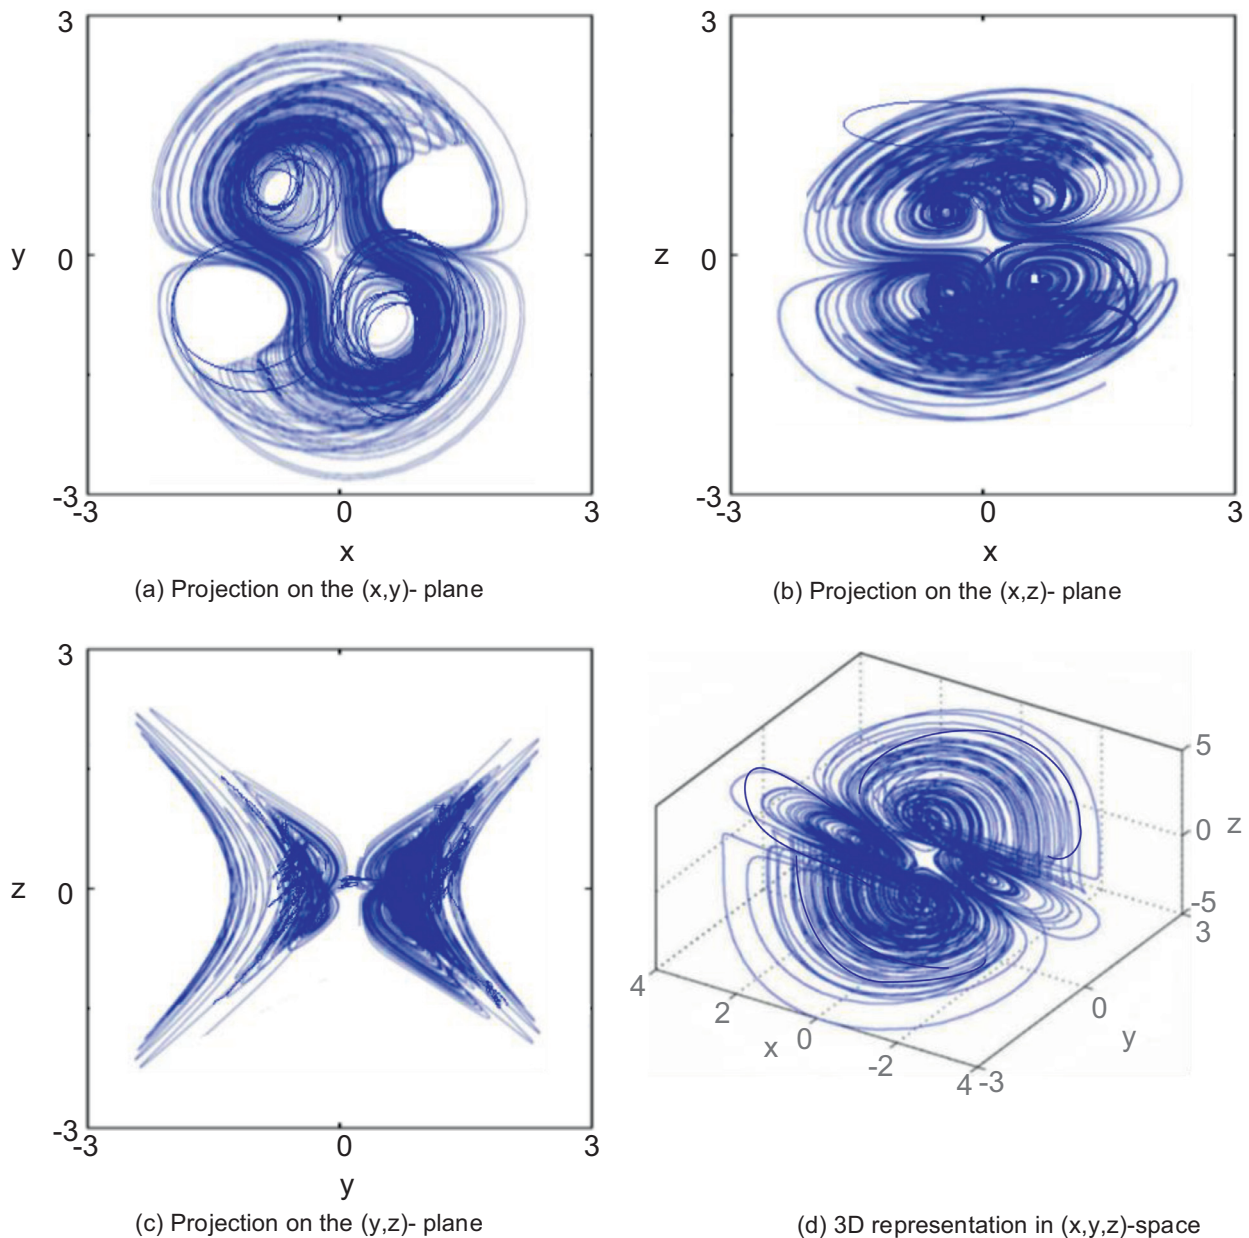 3
y
0
-3
-3
0
3
x
(a) Projection on the (x,y)- plane
3
z
0
-3
-3
0
3
x
(b) Projection on the (x,z)- plane
3
z
0
-3
-3
0
3
y
(c) Projection on the (y,z)- plane
5
0
z
-5
3
4
2
0
x
0
y
-2
4
-3
(d) 3D representation in (x,y,z)-space